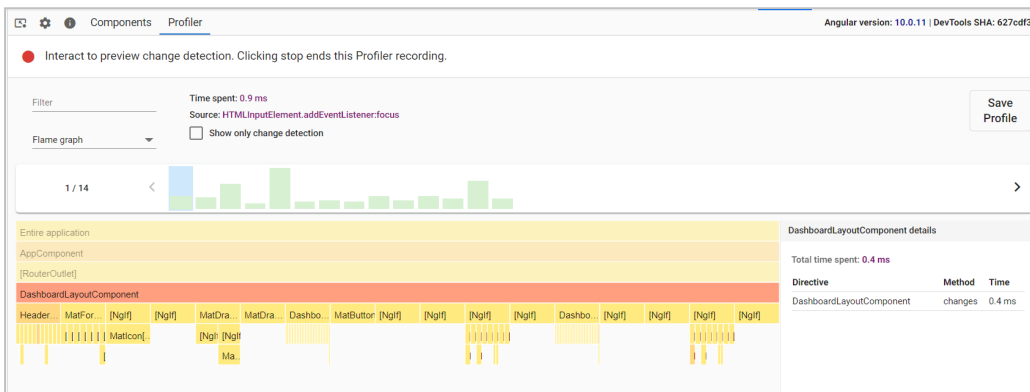 Components Profiler
Angular version: 10.0.11 | DevTools SHA: 627cdf3
Interact to preview change detection. Clicking stop ends this Profiler recording.
Filter
Time spent: 0.9 ms
Source: HTMLInputElement.addEventListener:focus
Show only change detection
Save
Profile
Flame graph
1 / 14
Entire application
AppComponent
[RouterOutlet]
DashboardLayoutComponent
Header... MatFor... [NgIf] [NgIf] MatDra... MatDra... Dashbo... MatButton [NgIf] [NgIf] [NgIf] [NgIf] Dashbo... [NgIf] [NgIf] [NgIf] [NgIf]
MatIcon[.. [NgI [NgIf
Ma..
DashboardLayoutComponent details
Total time spent: 0.4 ms
Directive Method Time
DashboardLayoutComponent changes 0.4 ms